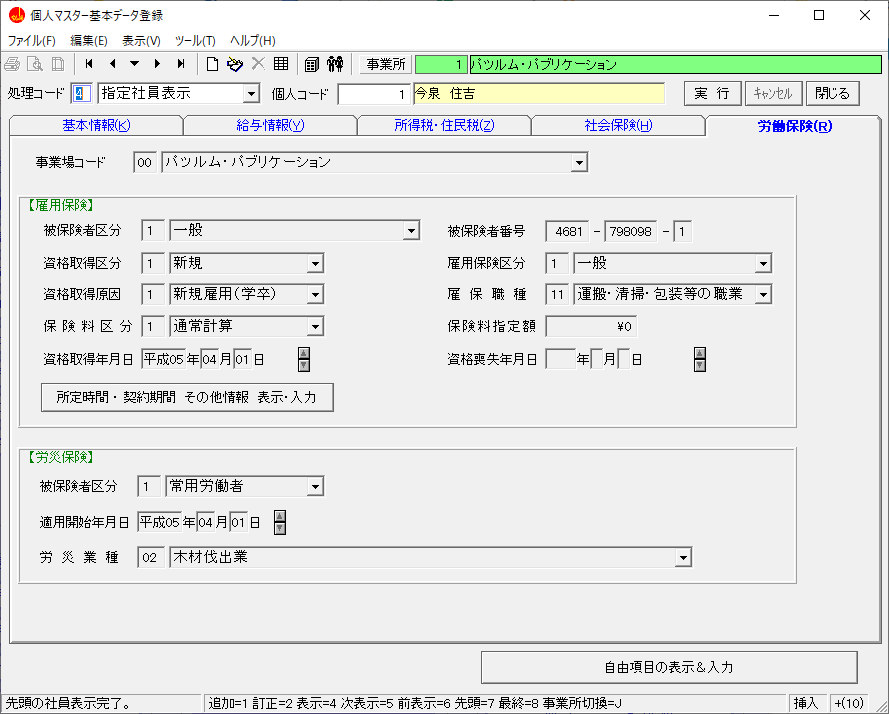 個人マスター基本データ登録
ファイル(F) 編集(E) 表示(V) ツール(T) ヘルプ(H)
事業所 1 パツルム・パブリケーション
処理コード 4 指定社員表示 個人コード 1 今泉 住吉 実 行 キャンセル 閉じる
基本情報(K) 給与情報(Y) 所得税・住民税(Z) 社会保険(H) 労働保険(R)
事業場コード 00 パツルム・パブリケーション
【雇用保険】
被保険者区分 1 一般 被保険者番号 4681 - 798098 - 1
資格取得区分 1 新規 雇用保険区分 1 一般
資格取得原因 1 新規雇用(学卒) 雇 保 職 種 11 運搬・清掃・包装等の職業
保 険 料 区 分 1 通常計算 保険料指定額 ¥0
資格取得年月日 平成05 年 04 月 01 日 資格喪失年月日 年 月 日
所定時間・契約期間 その他情報 表示・入力
【労災保険】
被保険者区分 1 常用労働者
適用開始年月日 平成05 年 04 月 01 日
労 災 業 種 02 木材伐出業
自由項目の表示&入力
先頭の社員表示完了。 追加=1 訂正=2 表示=4 次表示=5 前表示=6 先頭=7 最終=8 事業所切換=J 挿入 +(10)